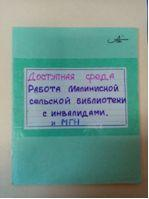 Доступная среда
Работа Малинской
сельской библиотеки
с инвалидами.
и МГН